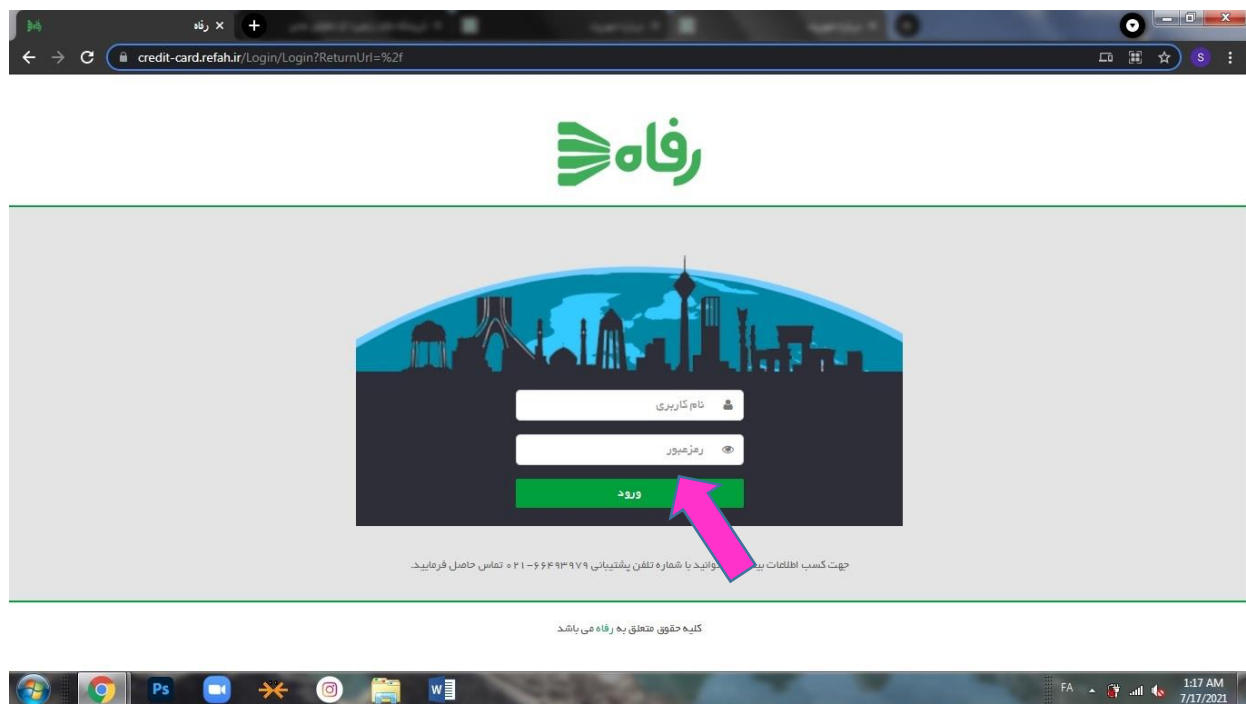 رفاه
credit-card.refah.ir/Login/Login?ReturnUrl=%2f
S
رفاه
نام کاربری
رمزعبور
ورود
جهت کسب اطلاعات توانید با شماره تلفن پشتیبانی ۶۶۴۹۳۹۷۹-۰۲۱ تماس حاصل فرمایید.
کلیه حقوق متعلق به رفاه می باشد
Ps
W
FA
1:17 AM
7/17/2021